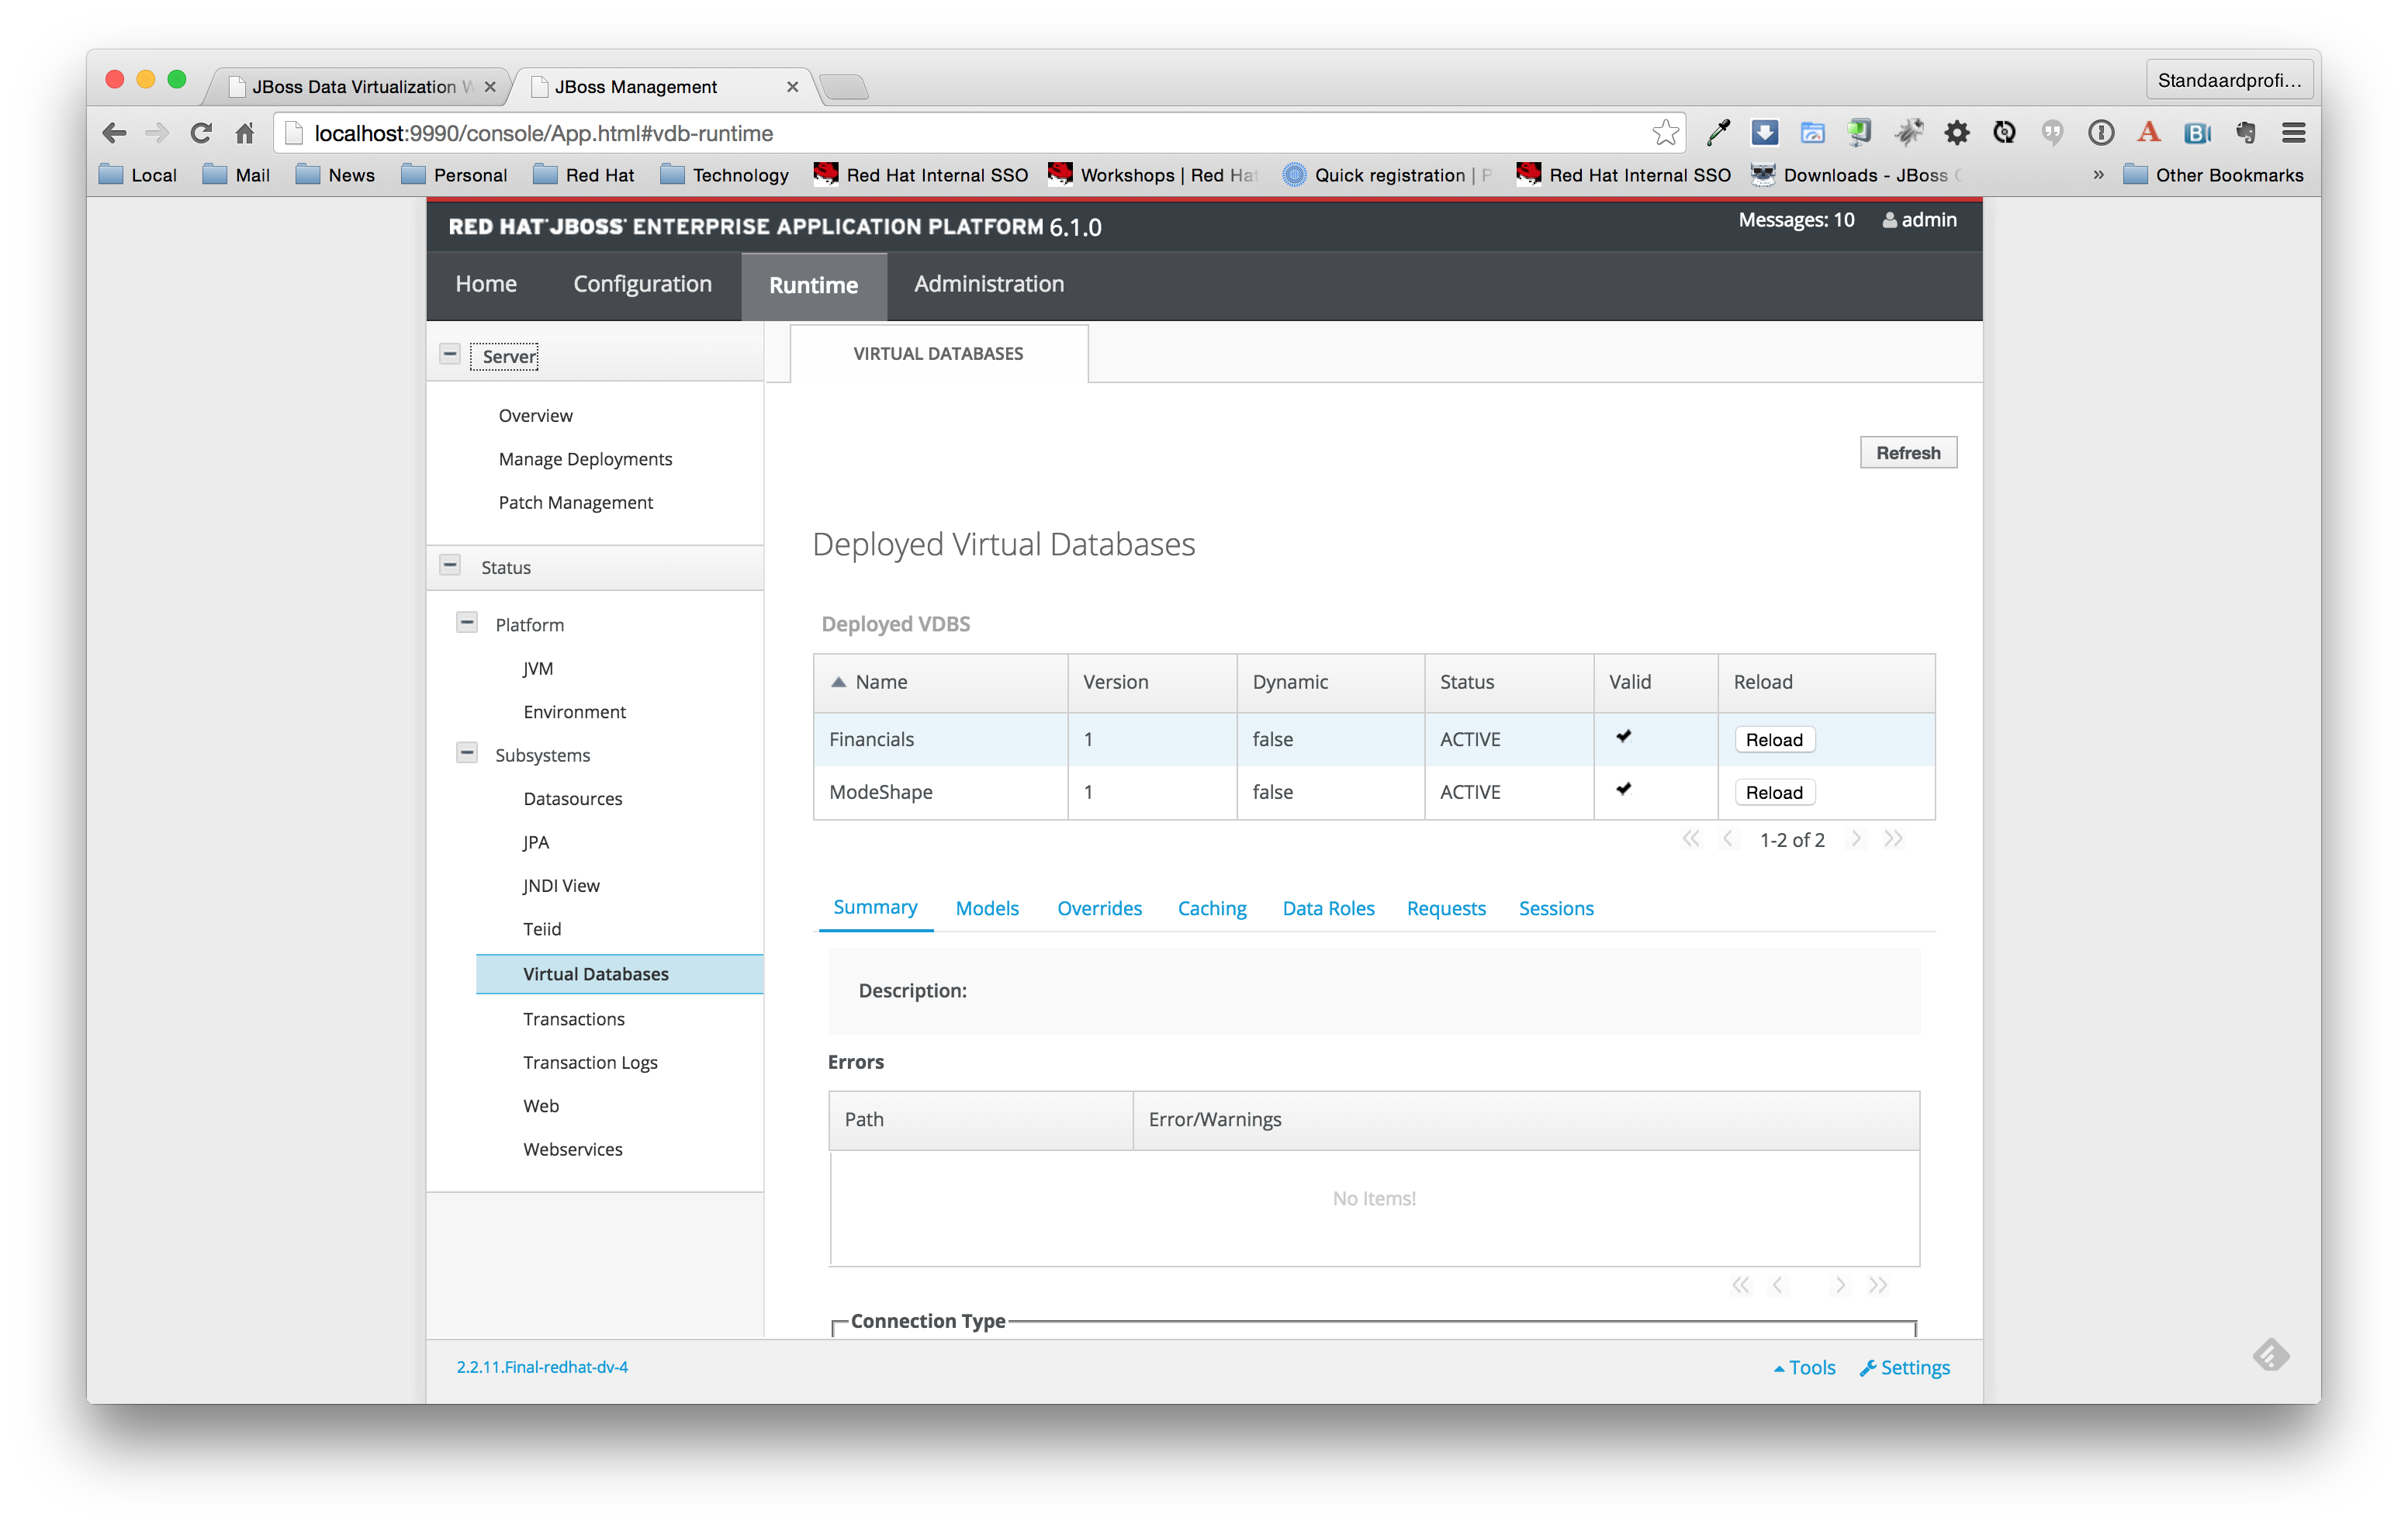 JBoss Data Virtualization W
JBoss Management
Standaardprofi...
localhost:9990/console/App.html#vdb-runtime
Local
Mail
News
Personal
Red Hat
Technology
Red Hat Internal SSO
Workshops | Red Hat
Quick registration | P
Red Hat Internal SSO
Downloads - JBoss C
»
Other Bookmarks
RED HAT JBOSS ENTERPRISE APPLICATION PLATFORM 6.1.0
Messages: 10
admin
Home
Configuration
Runtime
Administration
Server
Overview
Manage Deployments
Patch Management
Status
Platform
JVM
Environment
Subsystems
Datasources
JPA
JNDI View
Teiid
Virtual Databases
Transactions
Transaction Logs
Web
Webservices
VIRTUAL DATABASES
Refresh
Deployed Virtual Databases
Deployed VDBS
Name Version Dynamic Status Valid Reload
Financials 1 false ACTIVE Reload
ModeShape 1 false ACTIVE Reload
1-2 of 2
Summary Models Overrides Caching Data Roles Requests Sessions
Description:
Errors
Path Error/Warnings
No Items!
Connection Type
2.2.11.Final-redhat-dv-4
Tools
Settings